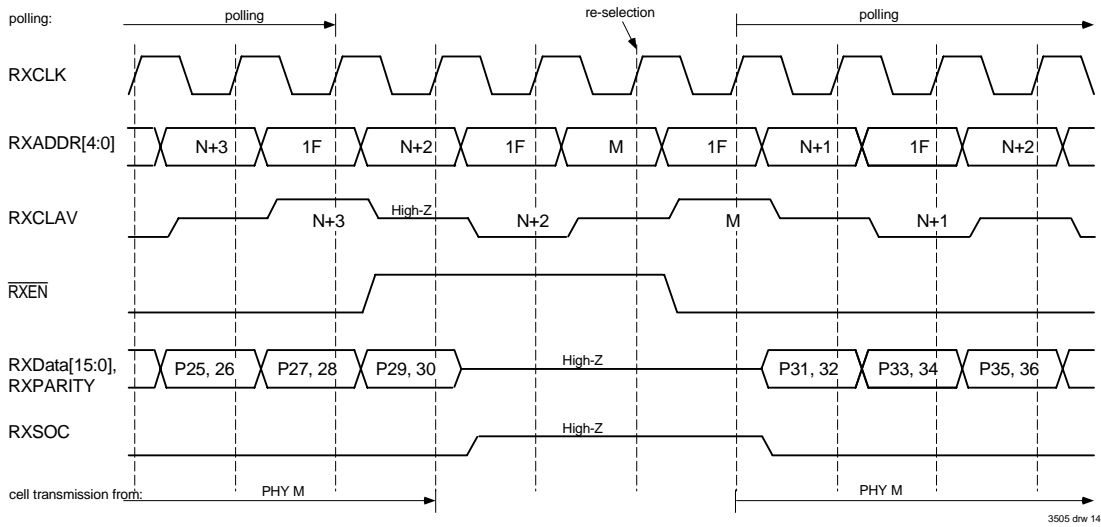 polling: polling re-selection polling
RXCLK
RXADDR[4:0] N+3 1F N+2 1F M 1F N+1 1F N+2
RXCLAV N+3 High-Z N+2 M N+1
RXEN
RXData[15:0], RXPARITY P25, 26 P27, 28 P29, 30 High-Z P31, 32 P33, 34 P35, 36
RXSOC High-Z
cell transmission from: PHY M PHY M
3505 drw 14